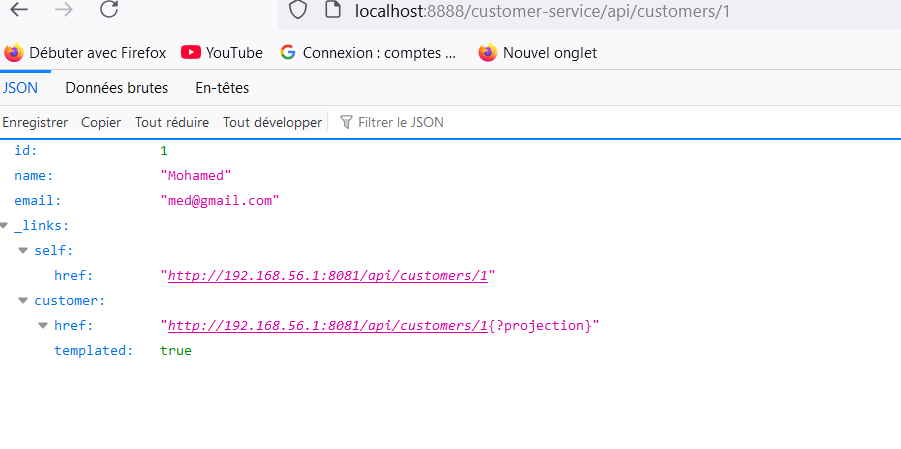 localhost:8888/customer-service/api/customers/1
Débuter avec Firefox YouTube Connexion : comptes ... Nouvel onglet
JSON Données brutes En-têtes
Enregistrer Copier Tout réduire Tout développer Filtrer le JSON
id: 1
name: "Mohamed"
email: "med@gmail.com"
_links:
self:
href: "http://192.168.56.1:8081/api/customers/1"
customer:
href: "http://192.168.56.1:8081/api/customers/1{?projection}"
templated: true